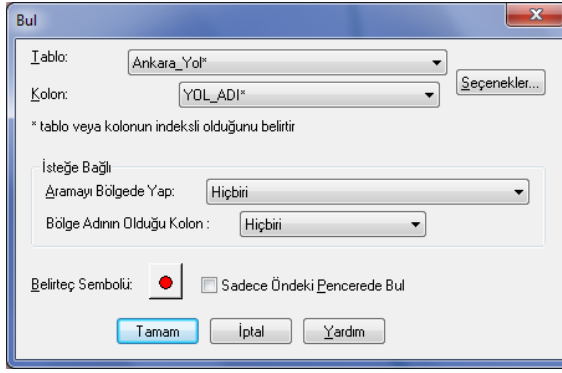 Bul
Tablo: Ankara_Yol*
Kolon: YOL_ADI* Seçenekler...
* tablo veya kolonun indeksli olduğunu belirtir
İsteğe Bağlı
Aramayı Bölgede Yap: Hiçbiri
Bölge Adının Olduğu Kolon : Hiçbiri
Belirteç Sembolü: Sadece Öndeki Pencerede Bul
Tamam İptal Yardım